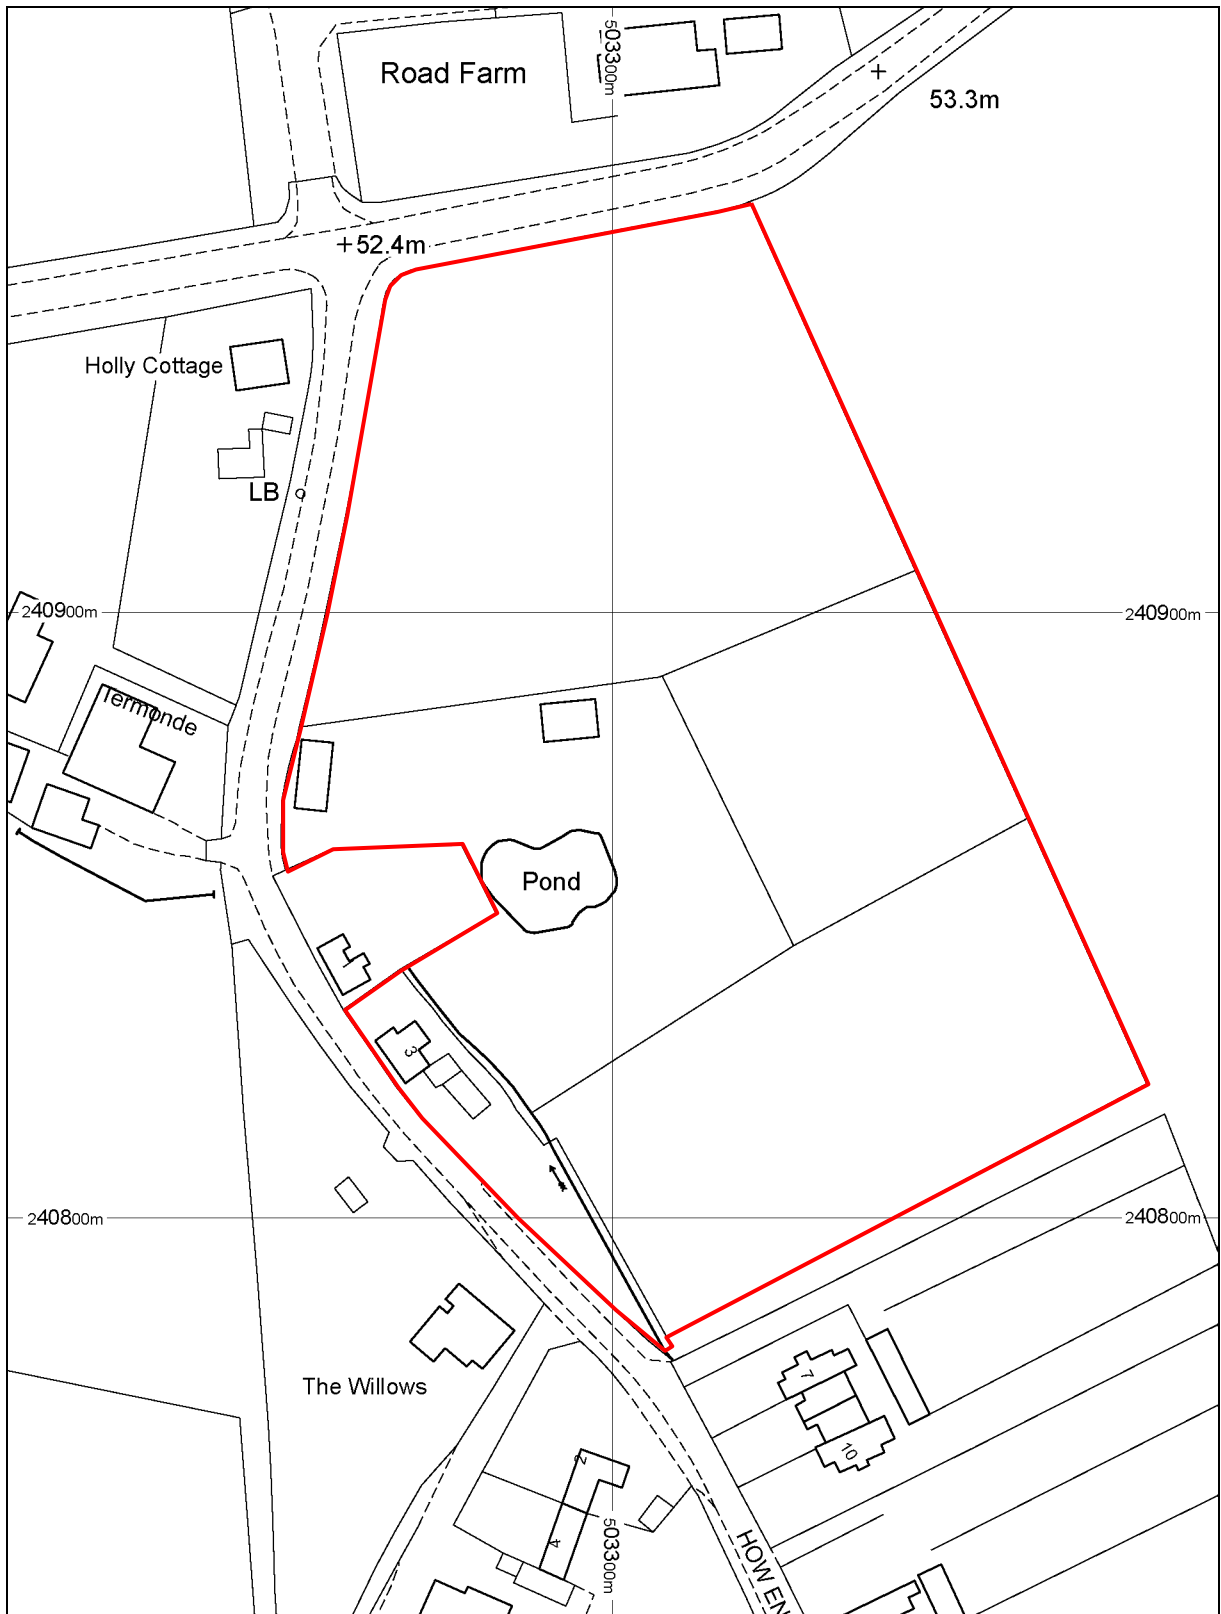 Road Farm
503300m
53.3m
+52.4m
Holly Cottage
LB
240900m
240900m
Termonde
Pond
3
240800m
240800m
The Willows
7
10
2
4
503300m
HOW EN